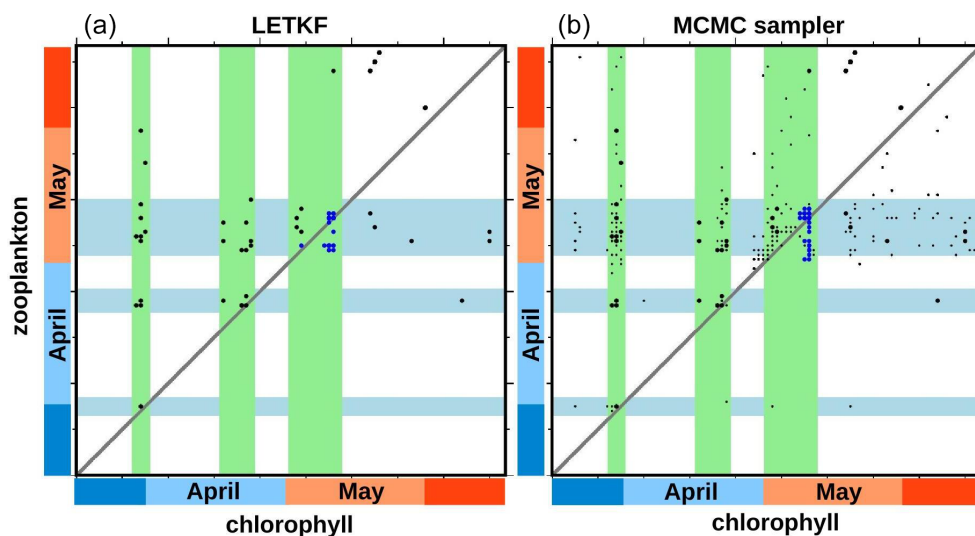 (a) LETKF
(b) MCMC sampler
zooplankton
May
April
May
April
April May
April May
chlorophyll
chlorophyll